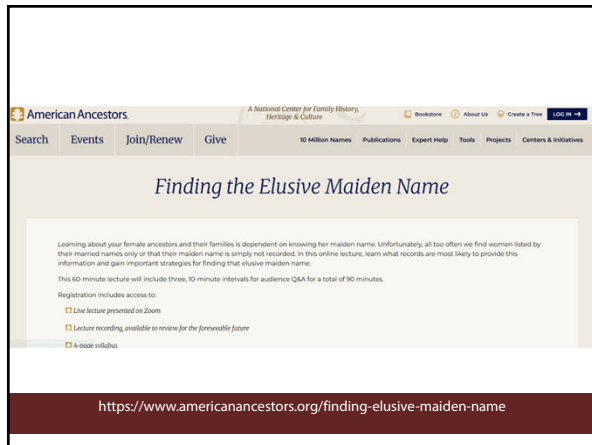 American Ancestors.
A National Center for Family History,
Heritage & Culture
Bookstore About Us Create a Tree LOG IN →
Search Events Join/Renew Give 10 Million Names Publications Expert Help Tools Projects Centers & Initiatives
Finding the Elusive Maiden Name
Learning about your female ancestors and their families is dependent on knowing her maiden name. Unfortunately, all too often we find women listed by
their married names only or that their maiden name is simply not recorded. In this online lecture, learn what records are most likely to provide this
information and gain important strategies for finding that elusive maiden name.
This 60-minute lecture will include three, 10-minute intervals for audience Q&A for a total of 90 minutes.
Registration includes access to:
Live lecture presented on Zoom
Lecture recording, available to review for the foreseeable future
4-page syllabus
https://www.americanancestors.org/finding-elusive-maiden-name